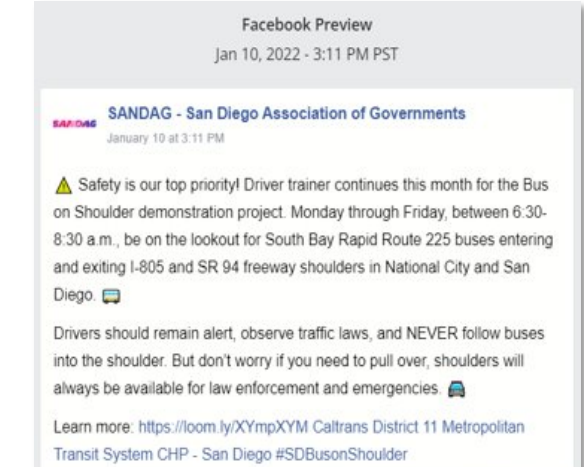 Facebook Preview
Jan 10, 2022 - 3:11 PM PST
SANDAG
SANDAG - San Diego Association of Governments
January 10 at 3:11 PM
⚠ Safety is our top priority! Driver trainer continues this month for the Bus
on Shoulder demonstration project. Monday through Friday, between 6:30-
8:30 a.m., be on the lookout for South Bay Rapid Route 225 buses entering
and exiting I-805 and SR 94 freeway shoulders in National City and San
Diego. 🚍
Drivers should remain alert, observe traffic laws, and NEVER follow buses
into the shoulder. But don't worry if you need to pull over, shoulders will
always be available for law enforcement and emergencies. 🚘
Learn more: https://loom.ly/XYmpXYM Caltrans District 11 Metropolitan
Transit System CHP - San Diego #SDBusonShoulder